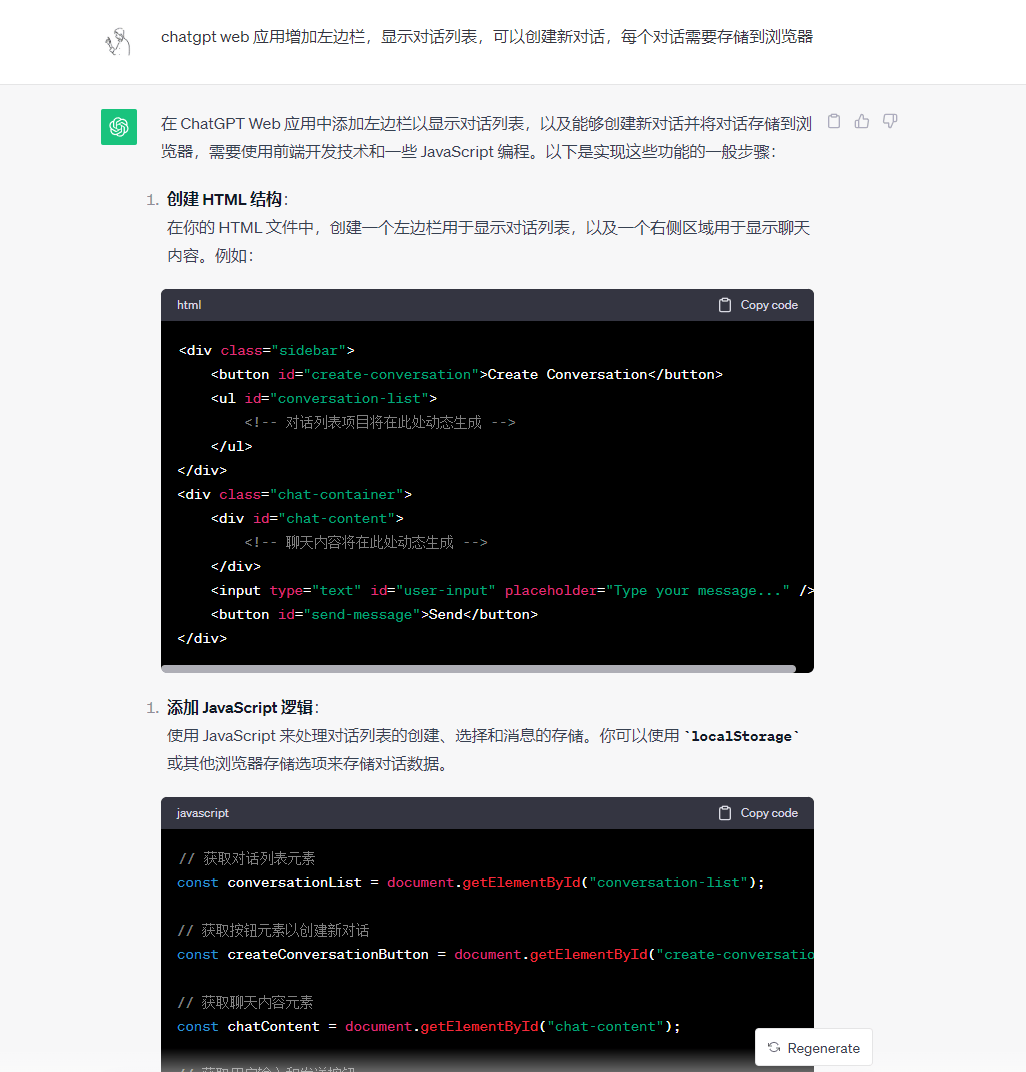 chatgpt web 应用增加左边栏，显示对话列表，可以创建新对话，每个对话需要存储到浏览器
在 ChatGPT Web 应用中添加左边栏以显示对话列表，以及能够创建新对话并将对话存储到浏
览器，需要使用前端开发技术和一些 JavaScript 编程。以下是实现这些功能的一般步骤：
1. 创建 HTML 结构：
在你的 HTML 文件中，创建一个左边栏用于显示对话列表，以及一个右侧区域用于显示聊天
内容。例如：
html Copy code
<div class="sidebar">
    <button id="create-conversation">Create Conversation</button>
    <ul id="conversation-list">
        <!-- 对话列表项目将在此处动态生成 -->
    </ul>
</div>
<div class="chat-container">
    <div id="chat-content">
        <!-- 聊天内容将在此处动态生成 -->
    </div>
    <input type="text" id="user-input" placeholder="Type your message..." />
    <button id="send-message">Send</button>
</div>
1. 添加 JavaScript 逻辑：
使用 JavaScript 来处理对话列表的创建、选择和消息的存储。你可以使用 `localStorage`
或其他浏览器存储选项来存储对话数据。
javascript Copy code
// 获取对话列表元素
const conversationList = document.getElementById("conversation-list");
// 获取按钮元素以创建新对话
const createConversationButton = document.getElementById("create-conversatio
// 获取聊天内容元素
const chatContent = document.getElementById("chat-content");
Regenerate
// 获取用户输入和发送按钮